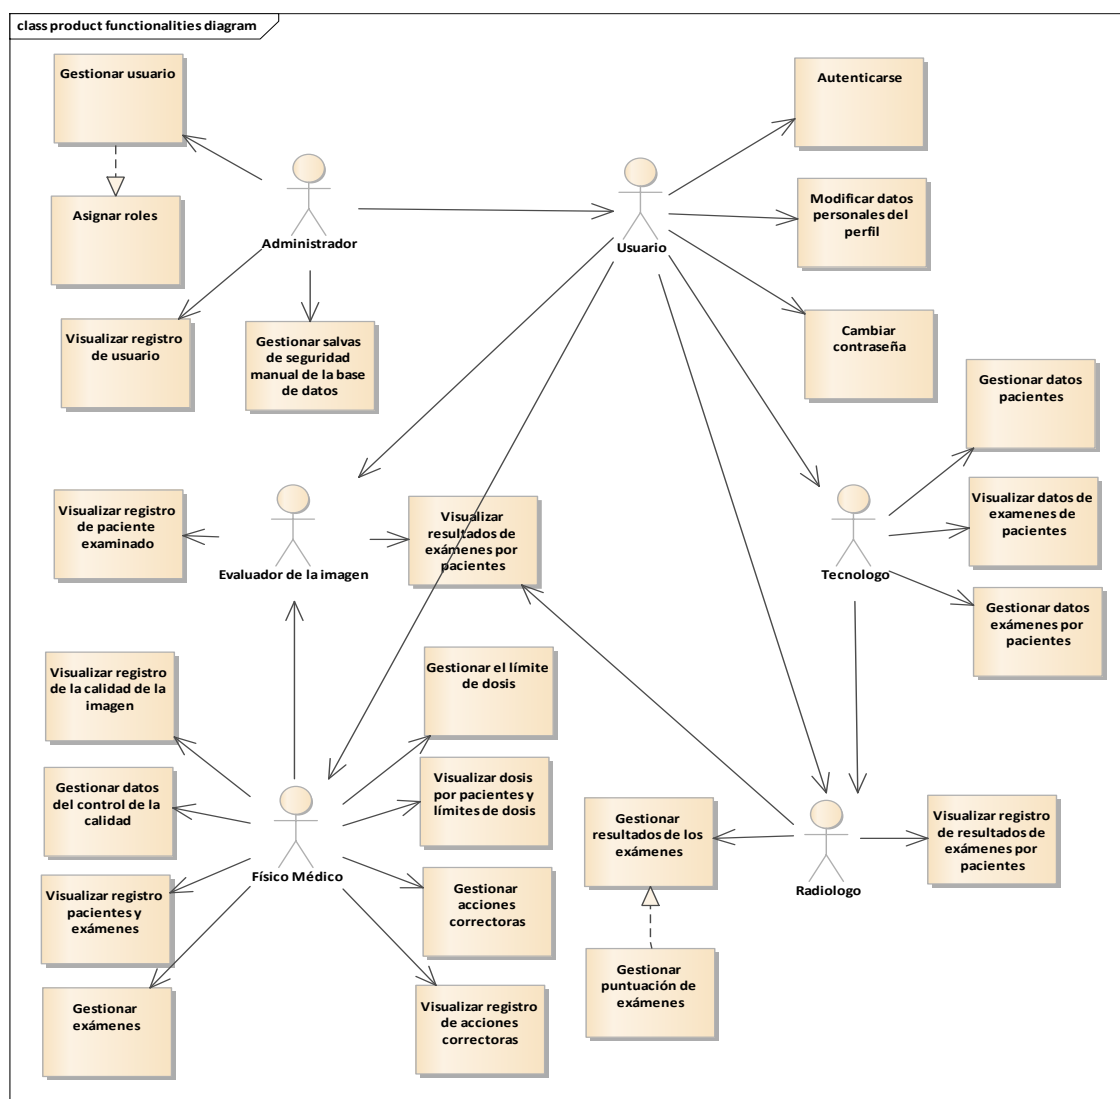 class product functionalities diagram
Gestionar usuario
Autenticarse
Asignar roles
Administrador
Usuario
Modificar datos
personales del
perfil
Visualizar registro
de usuario
Gestionar salvas
de seguridad
manual de la base
de datos
Cambiar
contraseña
Gestionar datos
pacientes
Visualizar registro
de paciente
examinado
Evaluador de la imagen
Visualizar
resultados de
exámenes por
pacientes
Tecnologo
Visualizar datos de
examenes de
pacientes
Gestionar datos
exámenes por
pacientes
Visualizar registro
de la calidad de la
imagen
Gestionar el límite
de dosis
Gestionar datos
del control de la
calidad
Visualizar dosis
por pacientes y
límites de dosis
Físico Médico
Gestionar
resultados de los
exámenes
Radiologo
Visualizar registro
de resultados de
exámenes por
pacientes
Visualizar registro
pacientes y
exámenes
Gestionar
acciones
correctoras
Gestionar
exámenes
Visualizar registro
de acciones
correctoras
Gestionar
puntuación de
exámenes